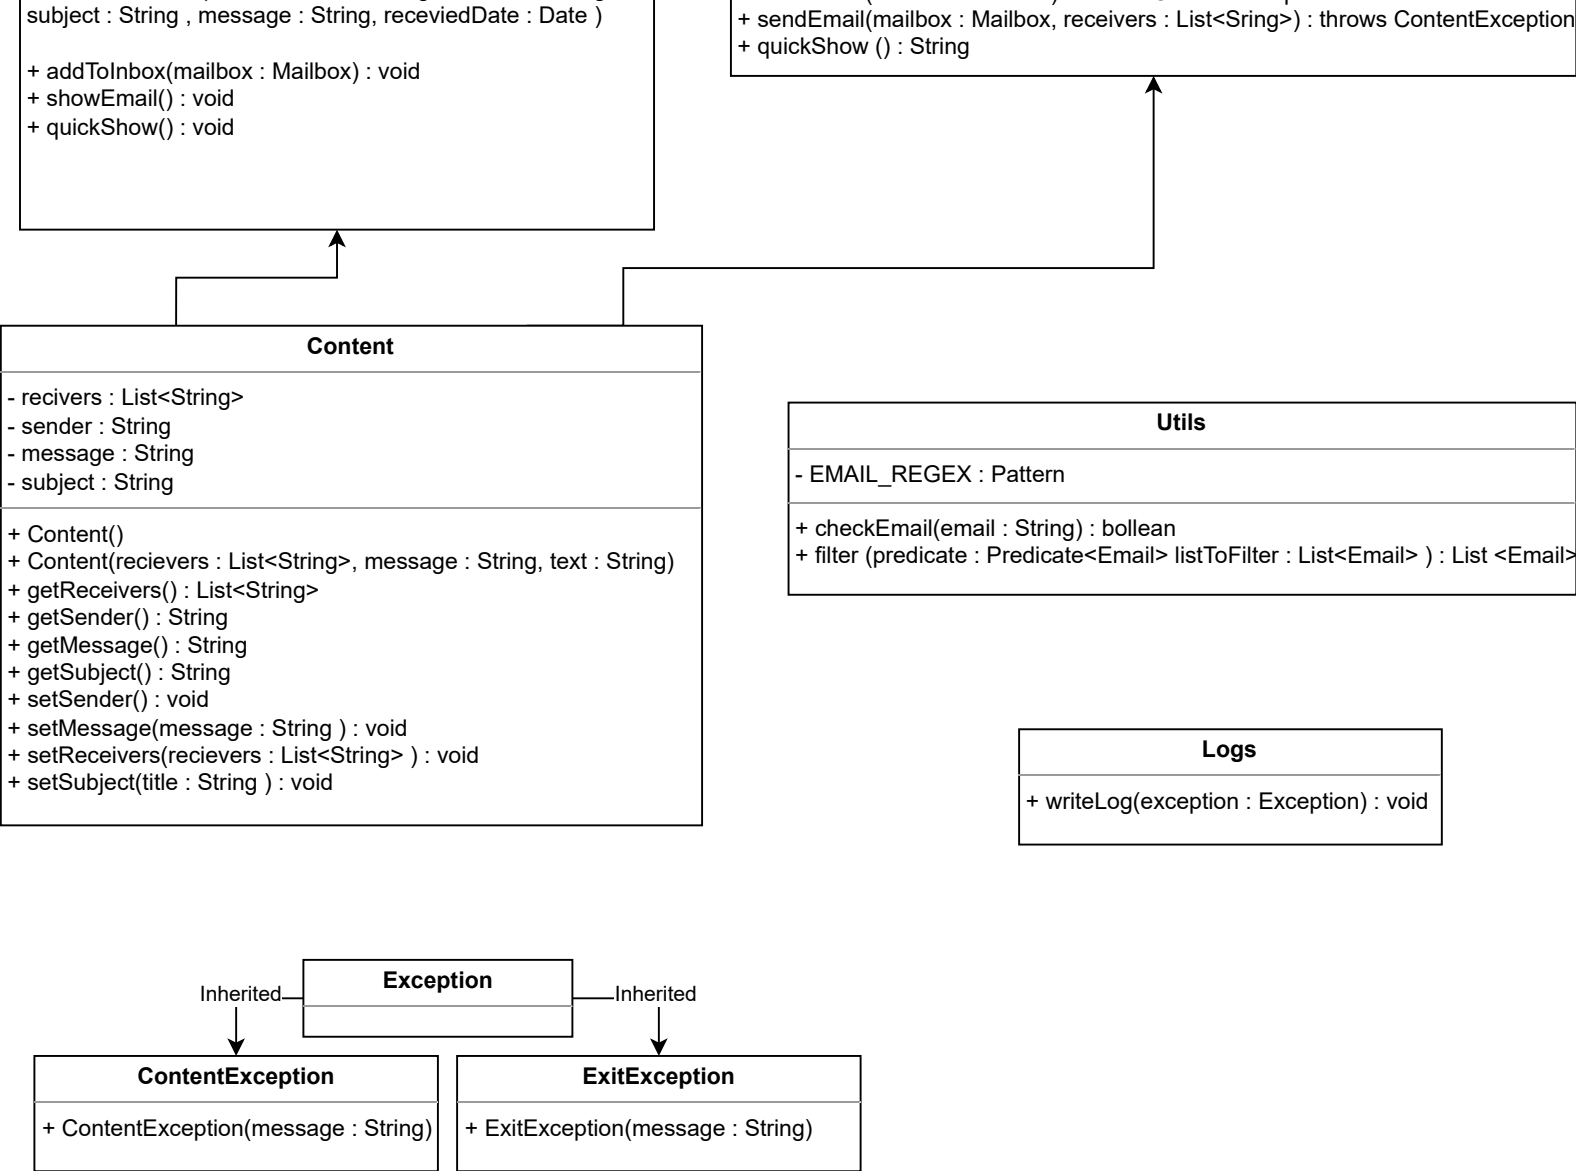 subject : String , message : String, receviedDate : Date )
+ addToInbox(mailbox : Mailbox) : void
+ showEmail() : void
+ quickShow() : void
+ sendEmail(mailbox : Mailbox, receivers : List<Sring>) : throws ContentException
+ quickShow () : String
Content
- recivers : List<String>
- sender : String
- message : String
- subject : String
+ Content()
+ Content(recievers : List<String>, message : String, text : String)
+ getReceivers() : List<String>
+ getSender() : String
+ getMessage() : String
+ getSubject() : String
+ setSender() : void
+ setMessage(message : String ) : void
+ setReceivers(recievers : List<String> ) : void
+ setSubject(title : String ) : void
Utils
- EMAIL_REGEX : Pattern
+ checkEmail(email : String) : bollean
+ filter (predicate : Predicate<Email> listToFilter : List<Email> ) : List <Email>
Logs
+ writeLog(exception : Exception) : void
Exception
Inherited
Inherited
ContentException
+ ContentException(message : String)
ExitException
+ ExitException(message : String)